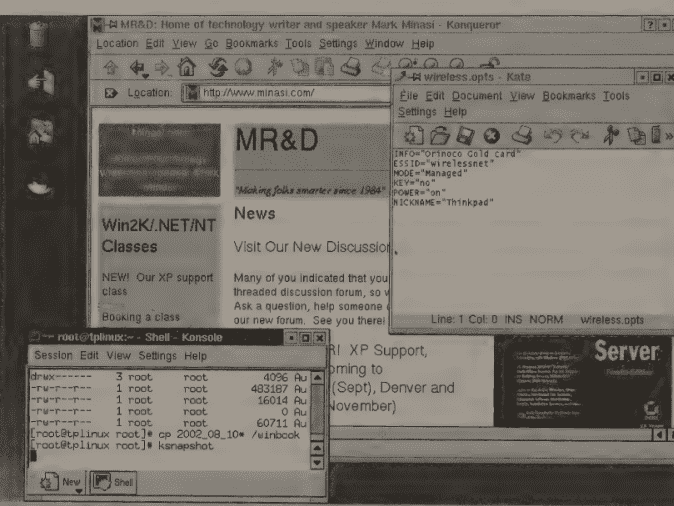 MR&D: Home of technology writer and speaker Mark Minasi - Konqueror
Location Edit View Go Bookmarks Tools Settings Window Help
Location: http://www.minasi.com/
MR&D
"Making folks smarter since 1984"
Win2K/.NET/NT
Classes
NEW! Our XP support
class
Booking a class
News
Visit Our New Discussion
Many of you indicated that you
threaded discussion forum, so
Ask a question, help someone
our new forum. See you there!
XP Support,
oming to
(Sept), Denver and
November)
Server
wireless.opts - Kate
File Edit Document View Bookmarks Tools
Settings Help
INFO="Orinoco Gold card"
ESSID="wirelessnet"
MODE="Managed"
KEY="no"
POWER="on"
NICKNAME="Thinkpad"
Line: 1 Col: 0 INS NORM wireless.opts
root@tplinux:~ - Shell - Konsole
Session Edit View Settings Help
drwx------ 3 root root 4096 Au
-rw-r--r-- 1 root root 483187 Au
-rw-r--r-- 1 root root 16014 Au
-rw-r--r-- 1 root root 0 Au
-rw-r--r-- 1 root root 60711 Au
[root@tplinux root]# cp 2002_08_10* /winbook
[root@tplinux root]# ksnapshot
New Shell